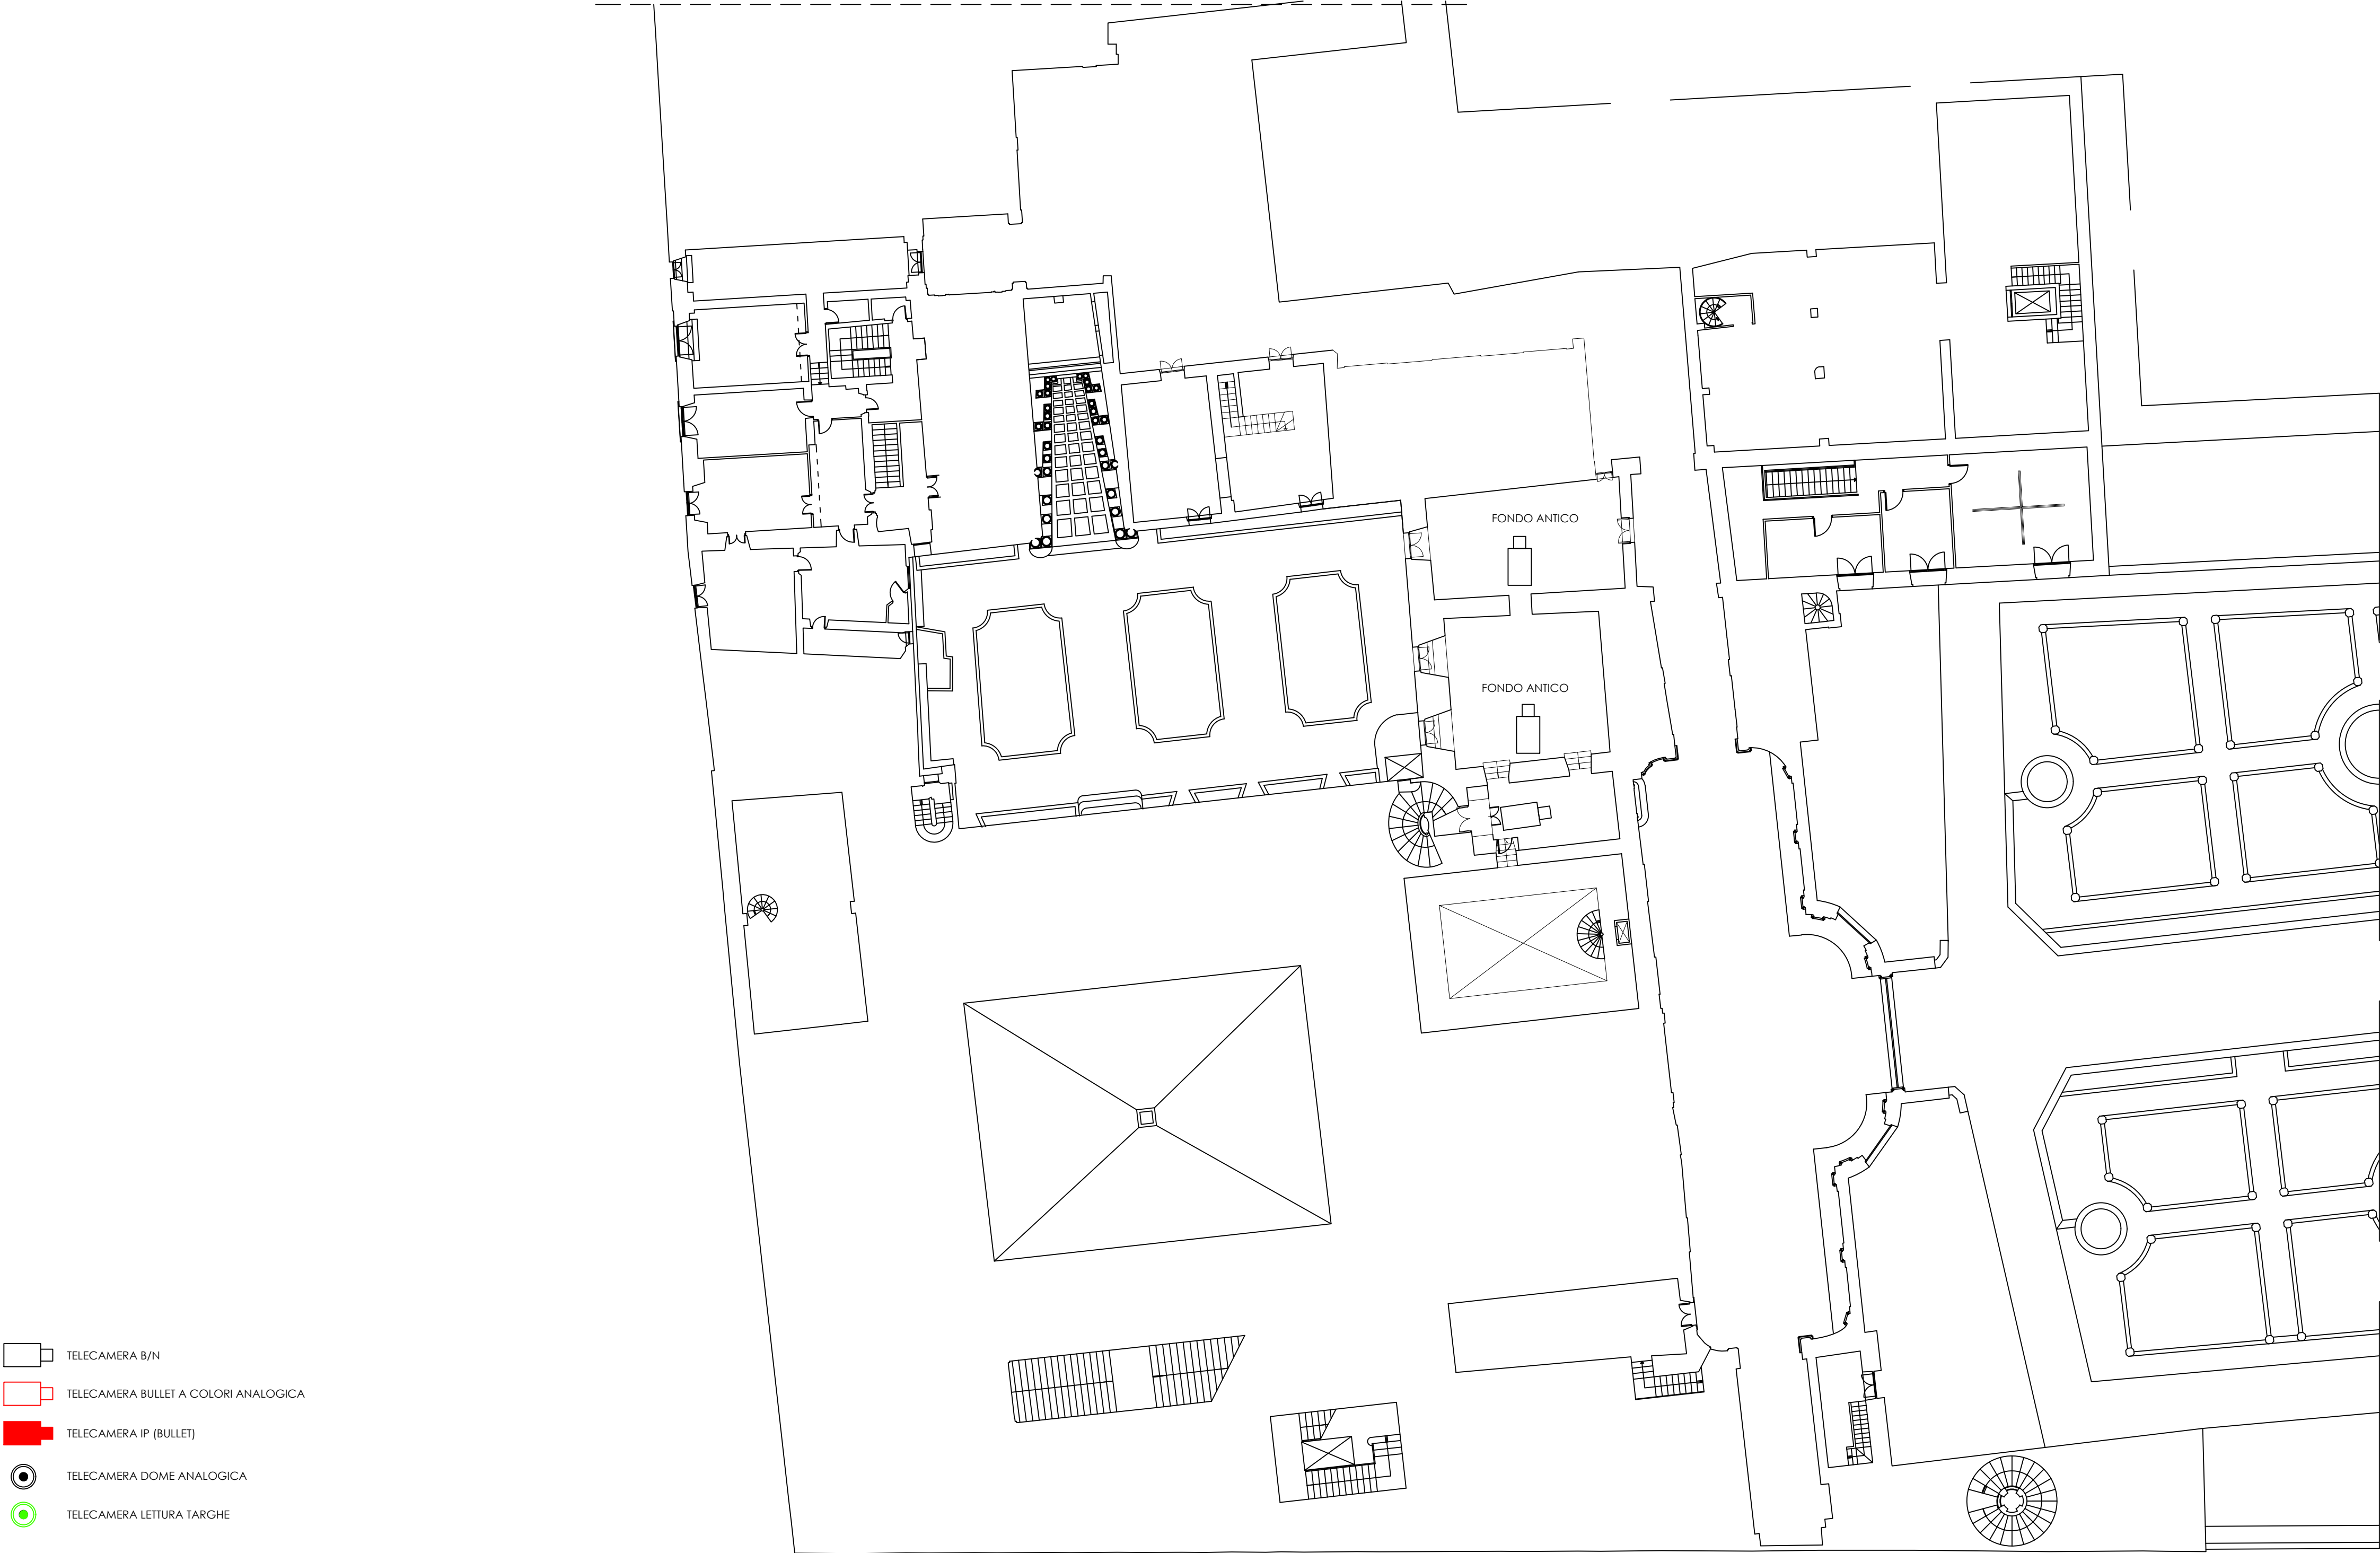 FONDO ANTICO
FONDO ANTICO
TELECAMERA B/N
TELECAMERA BULLET A COLORI ANALOGICA
TELECAMERA IP (BULLET)
TELECAMERA DOME ANALOGICA
TELECAMERA LETTURA TARGHE